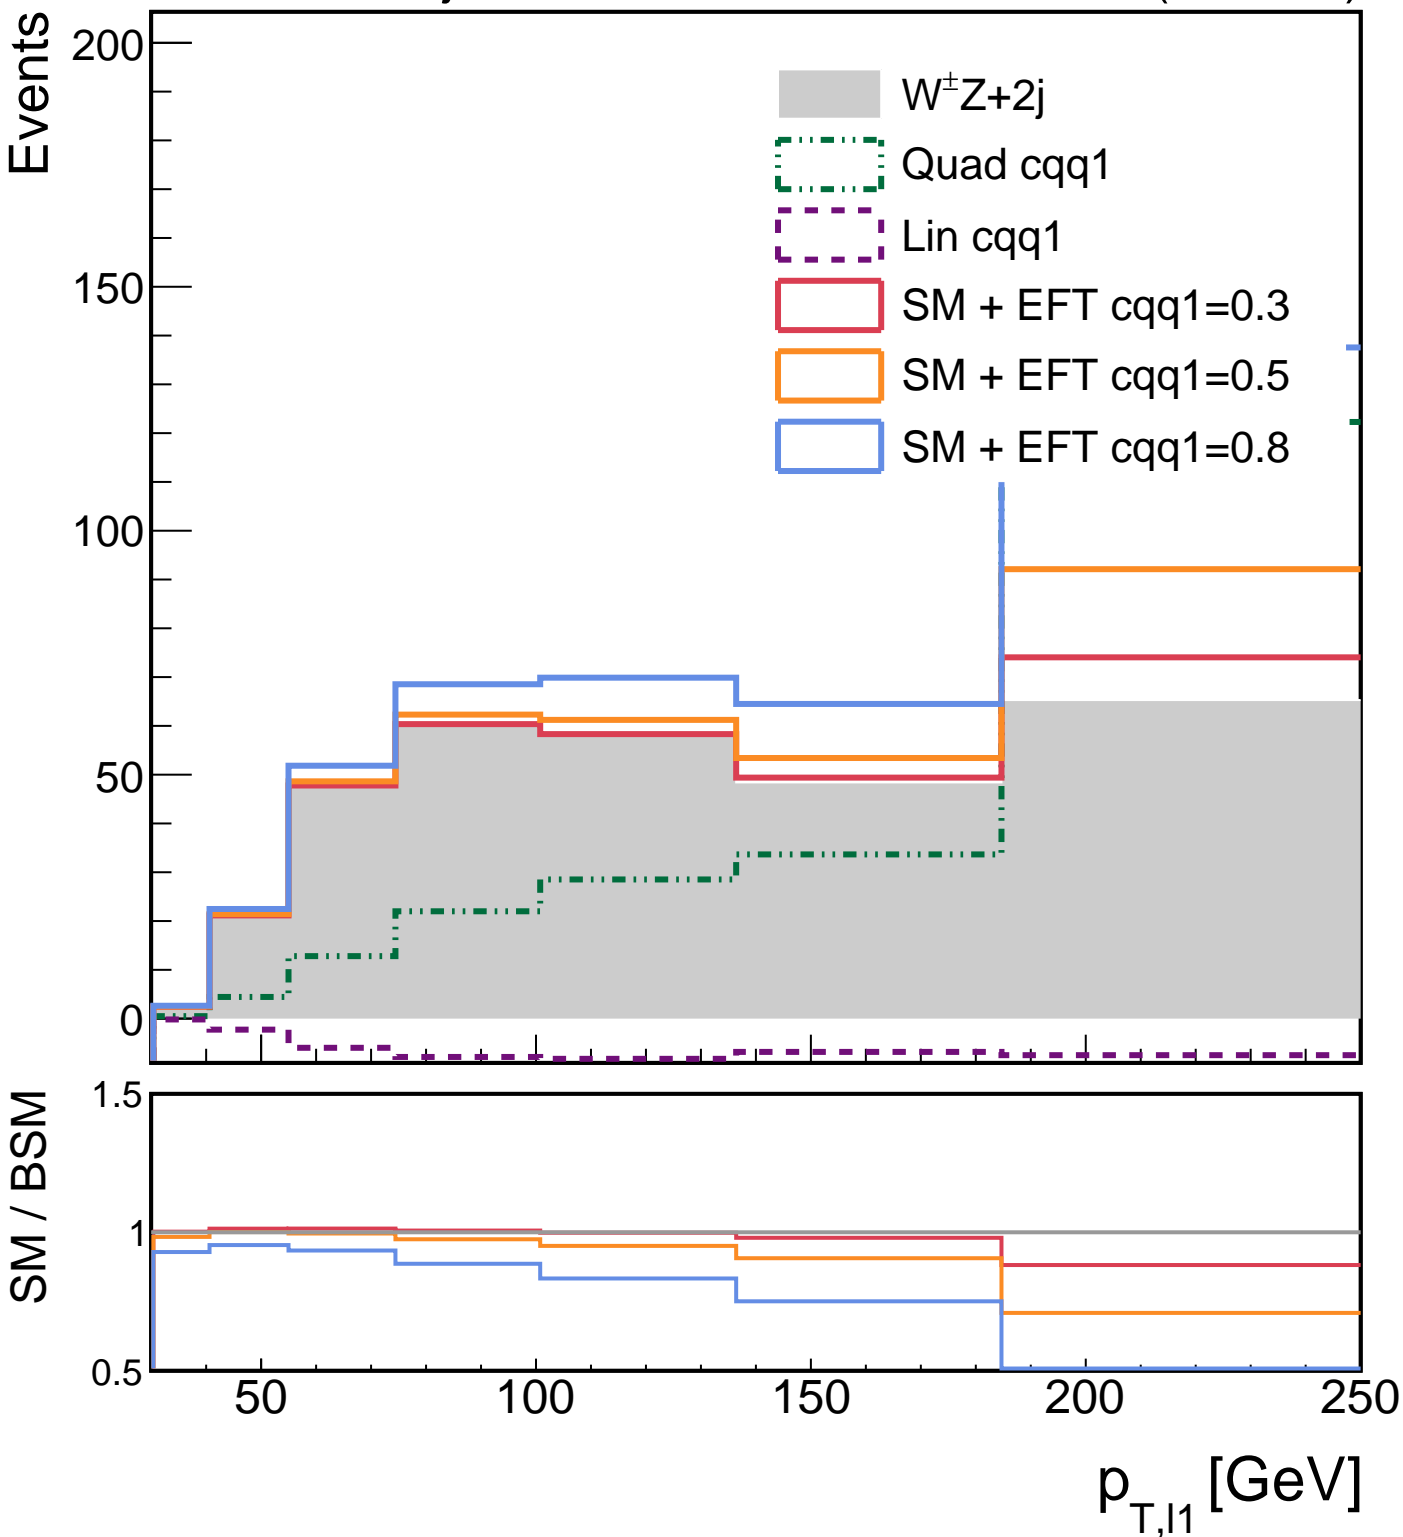 Events
200
150
100
50
0
W±Z+2j
Quad cqq1
Lin cqq1
SM + EFT cqq1=0.3
SM + EFT cqq1=0.5
SM + EFT cqq1=0.8
SM / BSM
1.5
1
0.5
50 100 150 200 250
p_T,l1 [GeV]